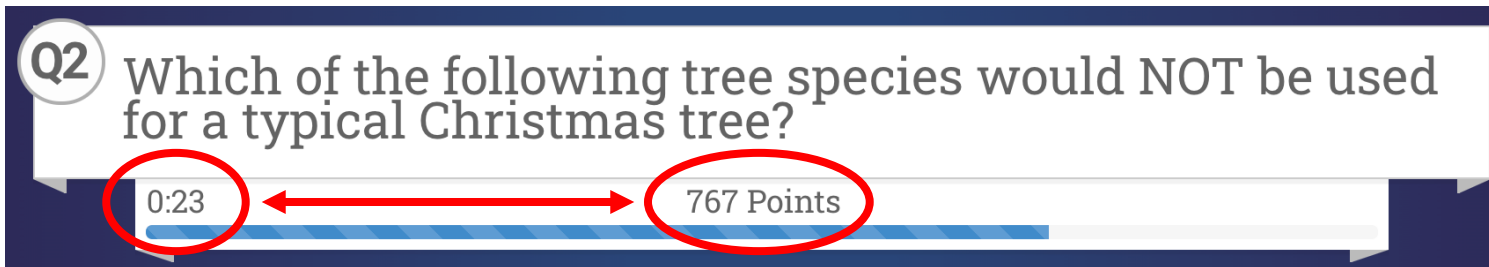 Q2
Which of the following tree species would NOT be used
for a typical Christmas tree?
0:23
767 Points